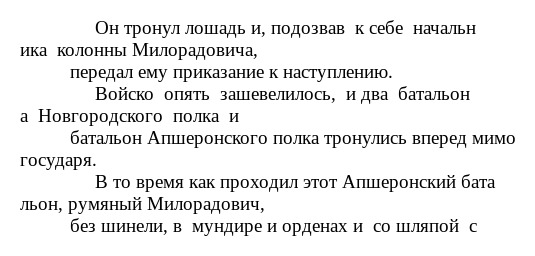 Он тронул лошадь и, подозвав к себе начальн
ика колонны Милорадовича,
передал ему приказание к наступлению.
Войско опять зашевелилось, и два батальон
а Новгородского полка и
батальон Апшеронского полка тронулись вперед мимо
государя.
В то время как проходил этот Апшеронский бата
льон, румяный Милорадович,
без шинели, в мундире и орденах и со шляпой с